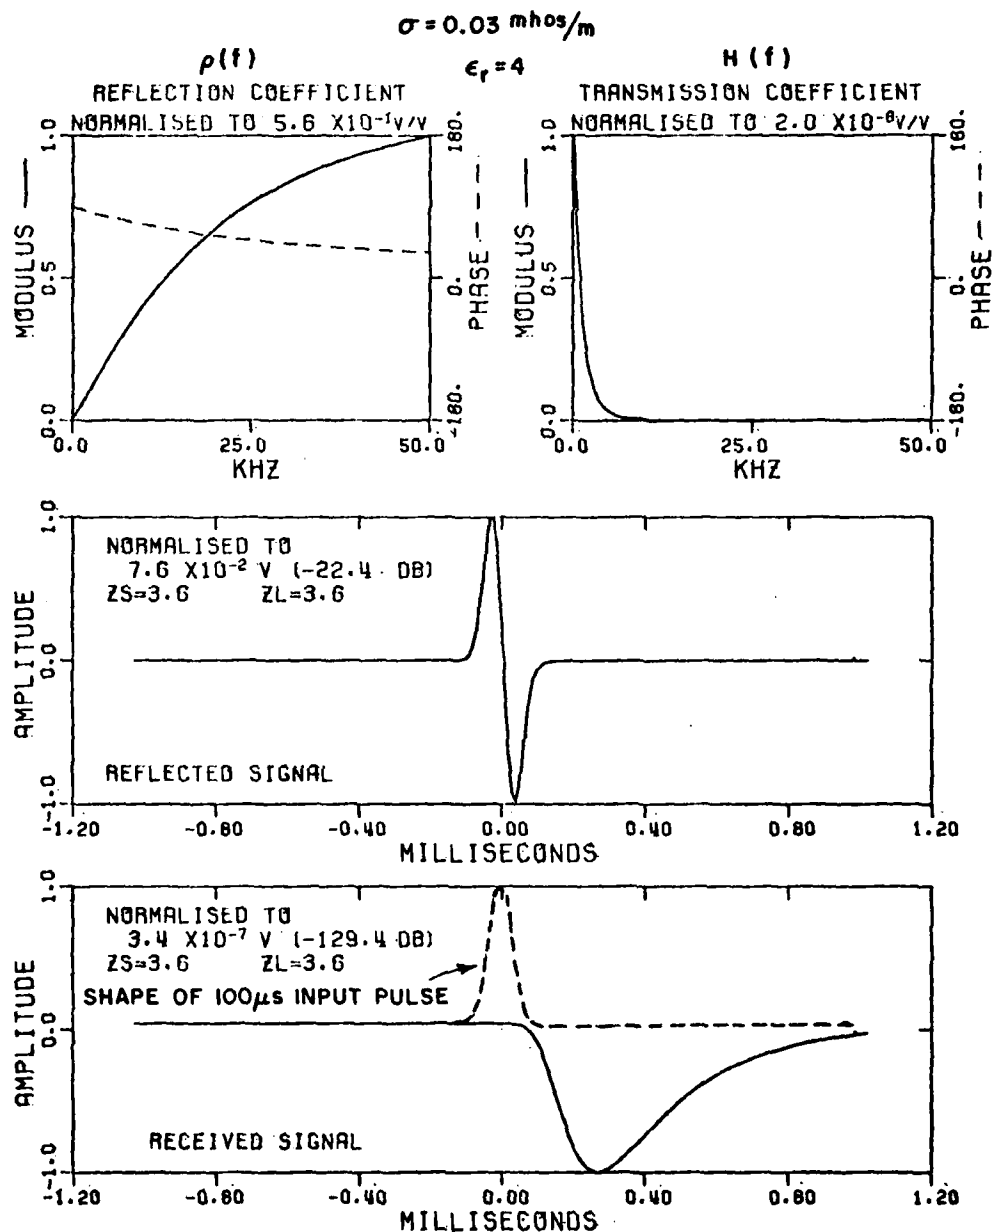 σ = 0.03 mhos/m
ρ(f)
εr = 4
H (f)
REFLECTION COEFFICIENT
NORMALISED TO 5.6 X10⁻¹V/V
TRANSMISSION COEFFICIENT
NORMALISED TO 2.0 X10⁻⁶V/V
MODULUS
1.0
0.5
0.0
PHASE
180.
0.
-180.
0.0 25.0 50.0
KHZ
MODULUS
1.0
0.5
0.0
PHASE
180.
0.
-180.
0.0 25.0 50.0
KHZ
AMPLITUDE
1.0
0.0
-1.0
NORMALISED TO
7.6 X10⁻² V (-22.4 DB)
ZS=3.6 ZL=3.6
REFLECTED SIGNAL
-1.20 -0.80 -0.40 0.00 0.40 0.80 1.20
MILLISECONDS
AMPLITUDE
1.0
0.0
-1.0
NORMALISED TO
3.4 X10⁻⁷ V (-129.4 DB)
ZS=3.6 ZL=3.6
SHAPE OF 100μs INPUT PULSE
RECEIVED SIGNAL
-1.20 -0.80 -0.40 0.00 0.40 0.80 1.20
MILLISECONDS